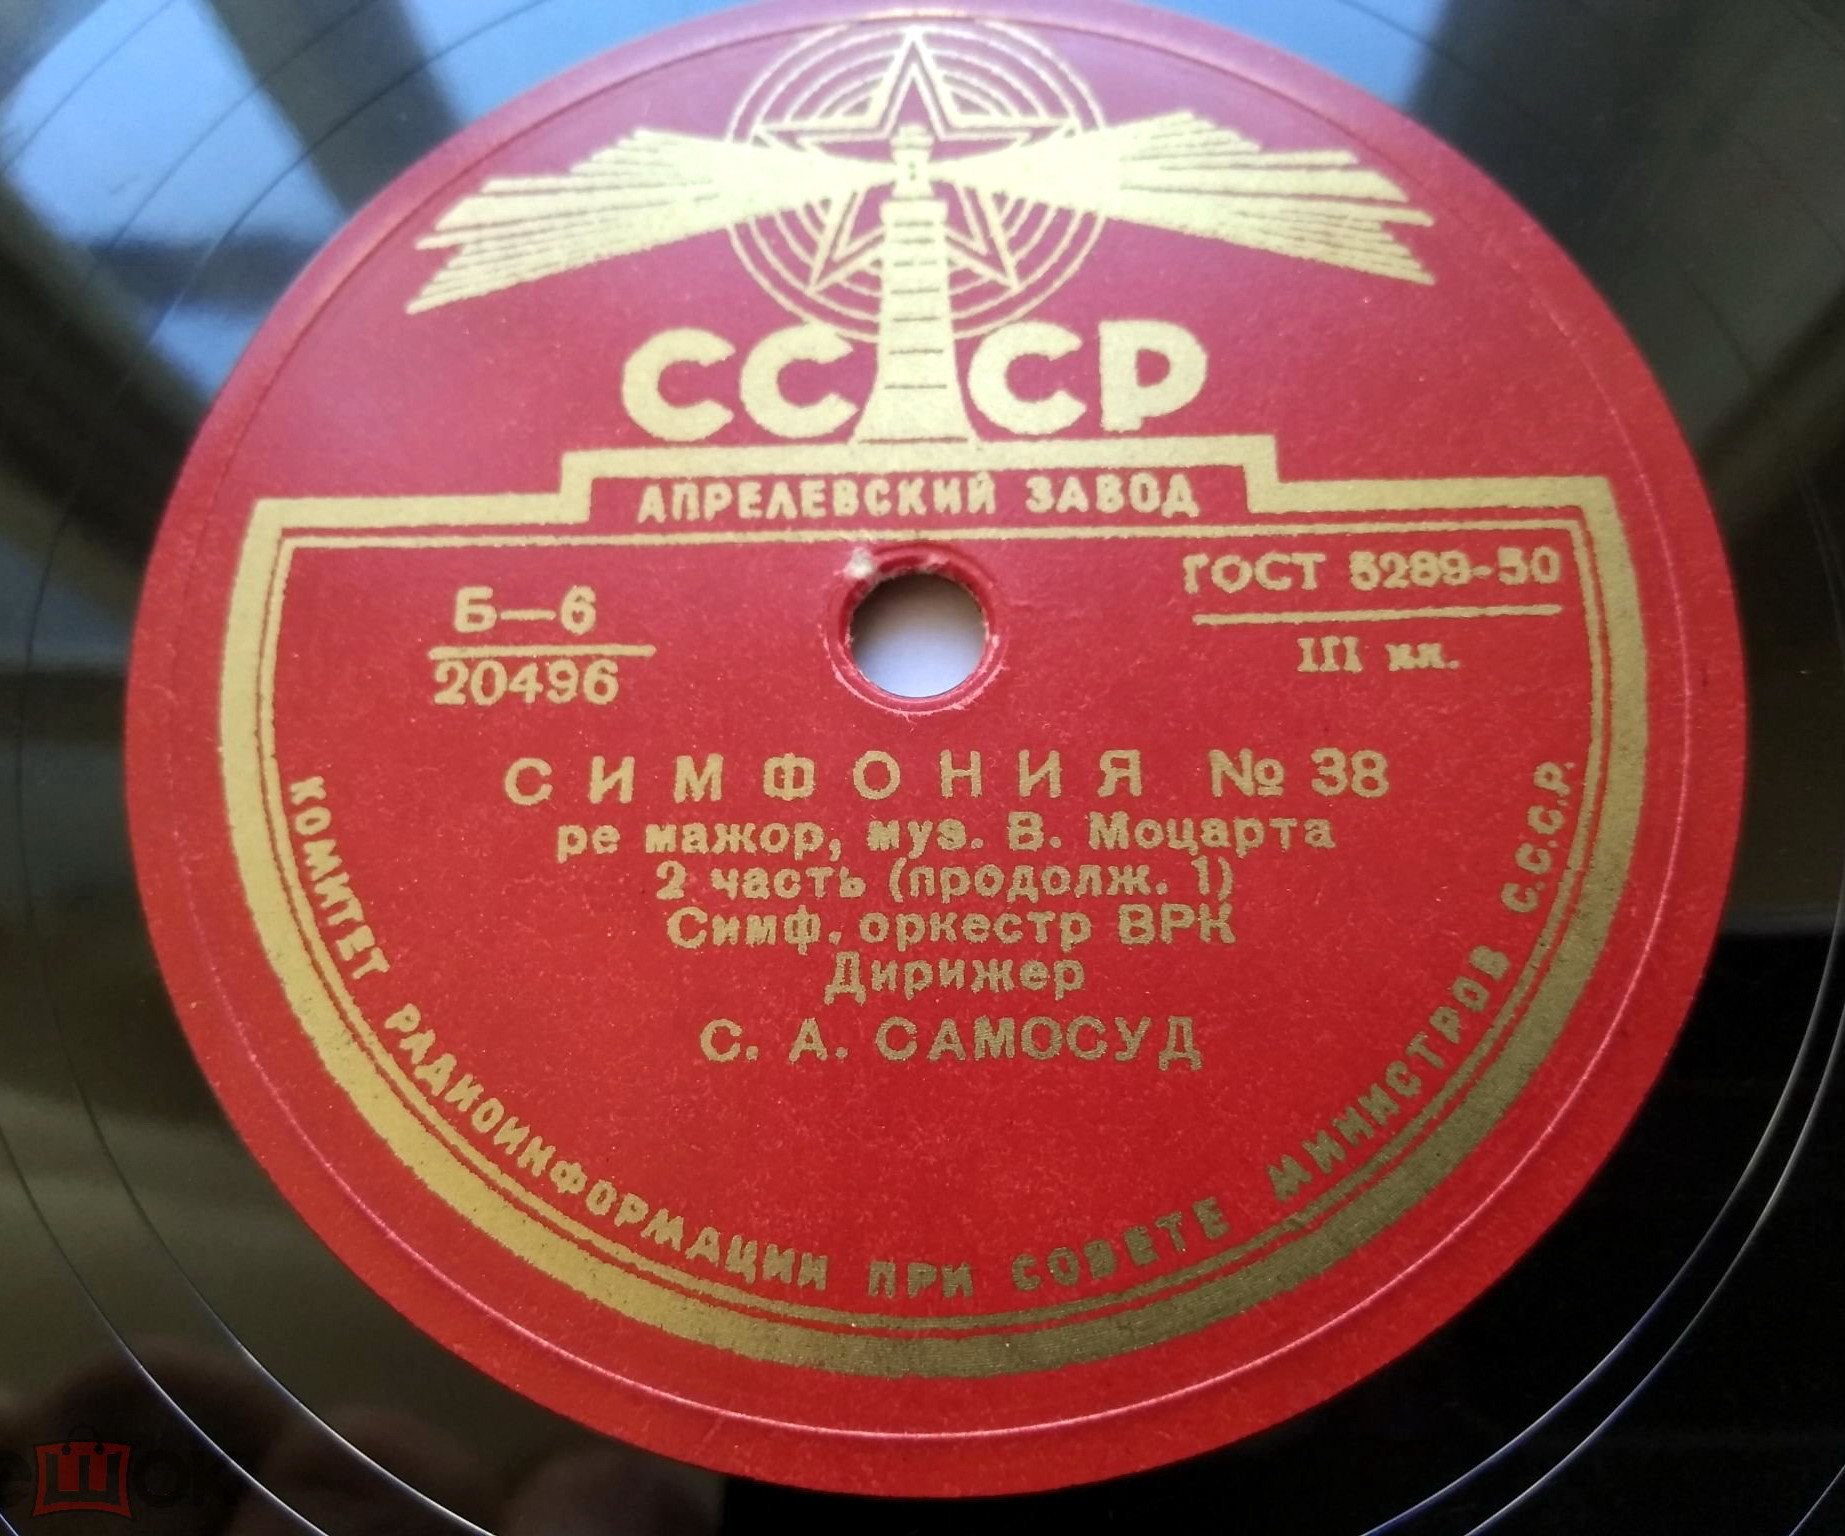 СССР
АПРЕЛЕВСКИЙ ЗАВОД
Б—6
20496
ГОСТ 5289-50
III кл.
СИМФОНИЯ № 38
ре мажор, муз. В. Моцарта
2 часть (продолж. 1)
Симф. оркестр ВРК
Дирижер
С. А. САМОСУД
КОМИТЕТ РАДИОИНФОРМАЦИИ ПРИ СОВЕТЕ МИНИСТРОВ С.С.С.Р.